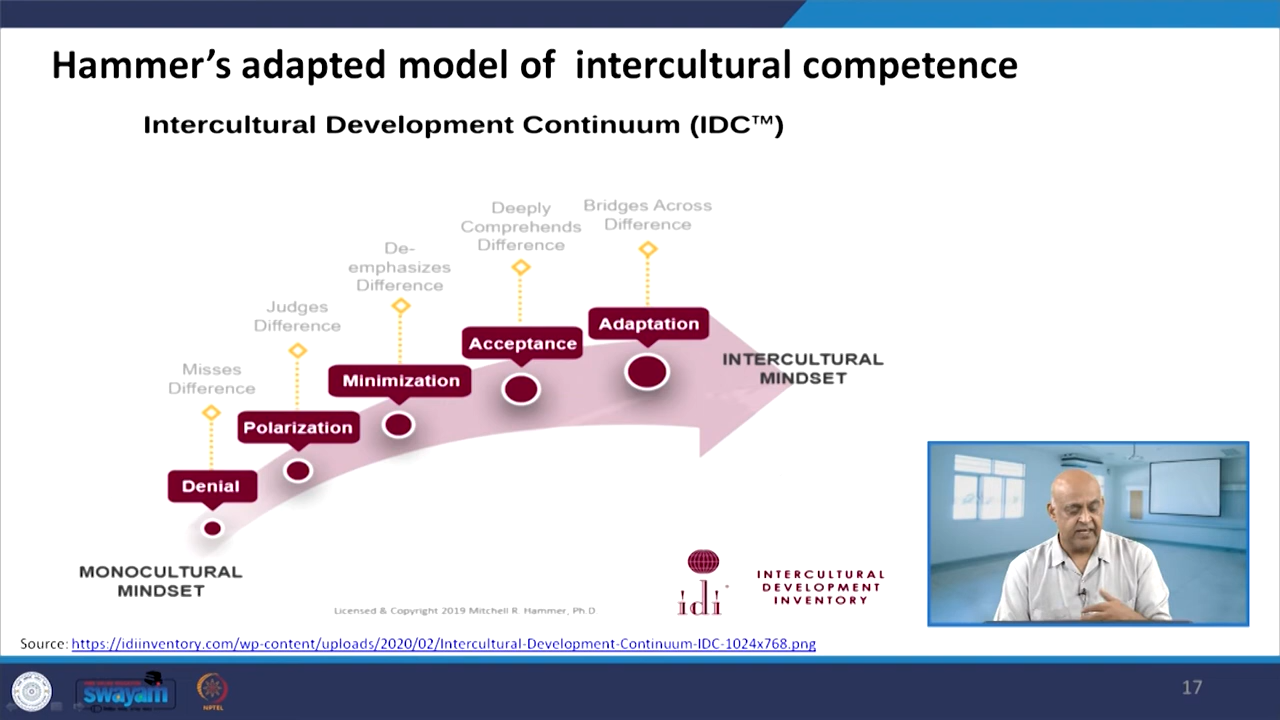 Hammer’s adapted model of  intercultural competence
Intercultural Development Continuum (IDC™)
Deeply
Comprehends
Difference
Bridges Across
Difference
De-
emphasizes
Difference
Judges
Difference
Misses
Difference
Adaptation
Acceptance
Minimization
Polarization
Denial
INTERCULTURAL
MINDSET
MONOCULTURAL
MINDSET
idi
INTERCULTURAL
DEVELOPMENT
INVENTORY
Licensed & Copyright 2019 Mitchell R. Hammer, Ph.D.
Source: https://idiinventory.com/wp-content/uploads/2020/02/Intercultural-Development-Continuum-IDC-1024x768.png
swayam
NPTEL
17